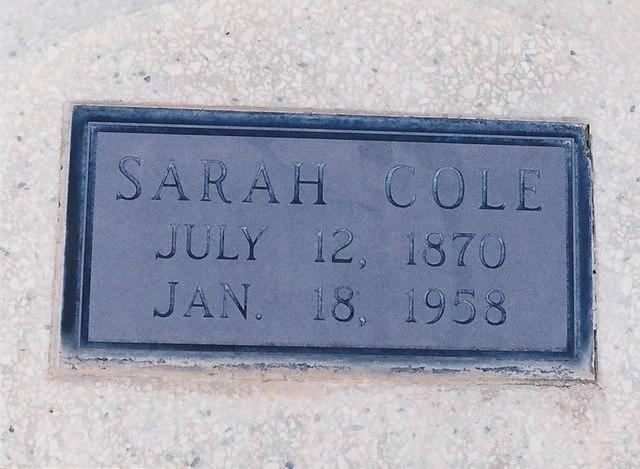 SARAH COLE
JULY 12, 1870
JAN. 18, 1958